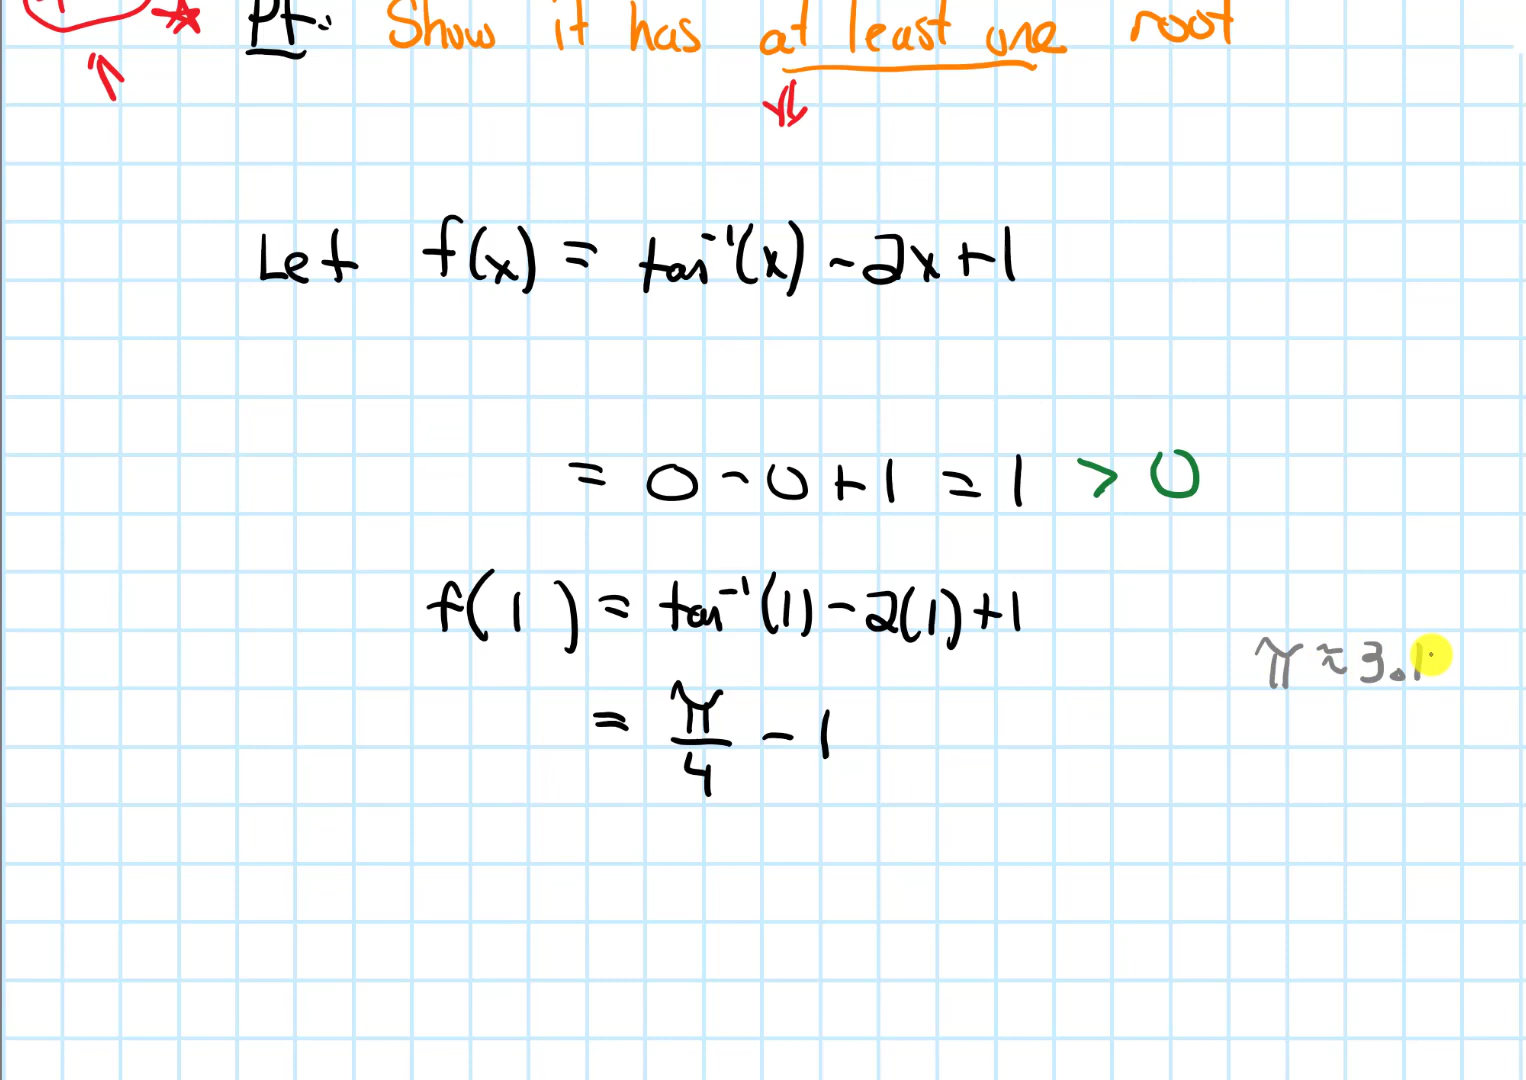 Pf: Show it has at least one root
Let f(x) = tan⁻¹(x) - 2x + 1
= 0 - 0 + 1 = 1 > 0
f( 1 ) = tan⁻¹(1) - 2(1) + 1
π ≈ 3.1
= π/4 - 1